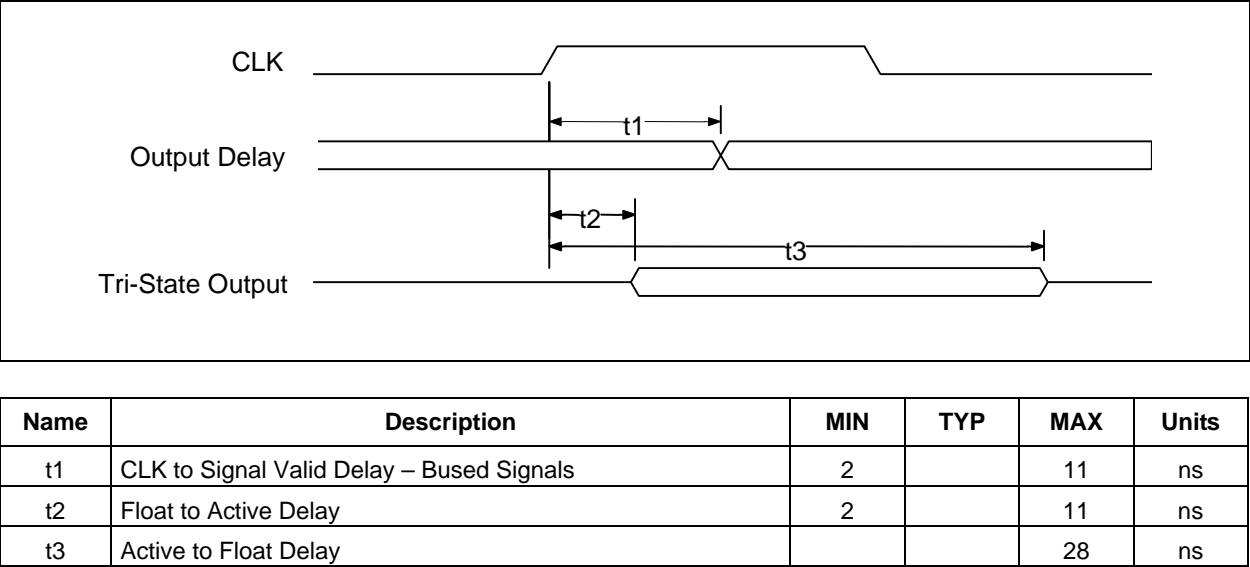 CLK
t1
Output Delay
t2
t3
Tri-State Output
Name Description MIN TYP MAX Units
t1 CLK to Signal Valid Delay – Bused Signals 2 11 ns
t2 Float to Active Delay 2 11 ns
t3 Active to Float Delay 28 ns